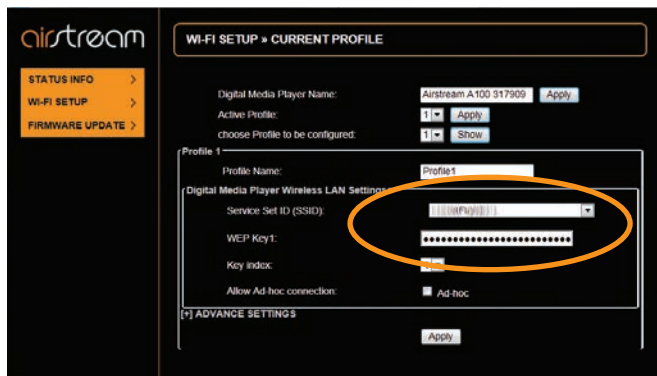 airstream
WI-FI SETUP » CURRENT PROFILE
STATUS INFO >
WI-FI SETUP >
FIRMWARE UPDATE >
Digital Media Player Name: Airstream A100 317909 Apply
Active Profile: 1 Apply
choose Profile to be configured: 1 Show
Profile 1
Profile Name: Profile1
Digital Media Player Wireless LAN Settings
Service Set ID (SSID):
WEP Key1: ●●●●●●●●●●●●●●●●●●●●●●●●●●
Key index:
Allow Ad-hoc connection: Ad-hoc
[+] ADVANCE SETTINGS
Apply